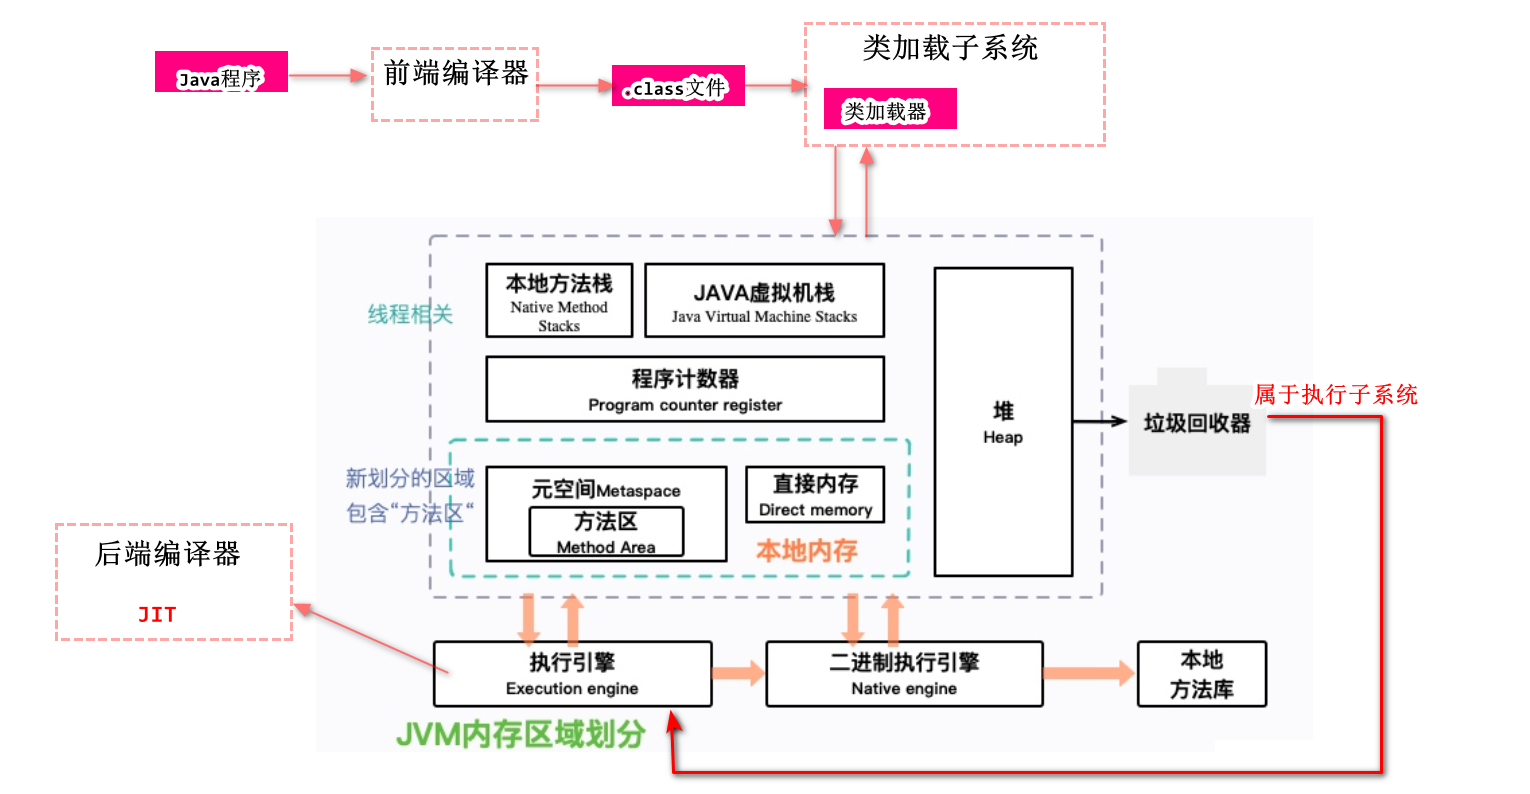 Java程序
前端编译器
.class文件
类加载子系统
类加载器
线程相关
本地方法栈
Native Method
Stacks
JAVA虚拟机栈
Java Virtual Machine Stacks
程序计数器
Program counter register
堆
Heap
垃圾回收器
属于执行子系统
新划分的区域
包含“方法区“
元空间Metaspace
方法区
Method Area
直接内存
Direct memory
本地内存
后端编译器
JIT
执行引擎
Execution engine
二进制执行引擎
Native engine
本地
方法库
JVM内存区域划分